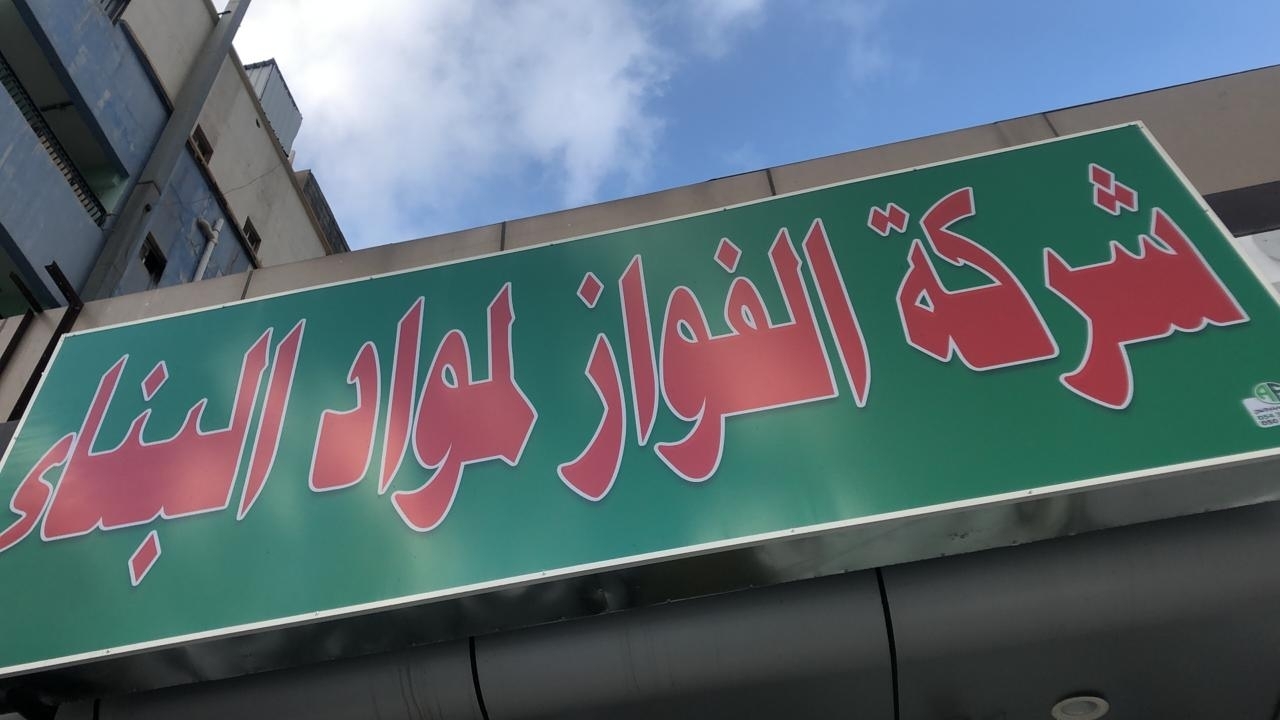 شركة الفواز لمواد البناء